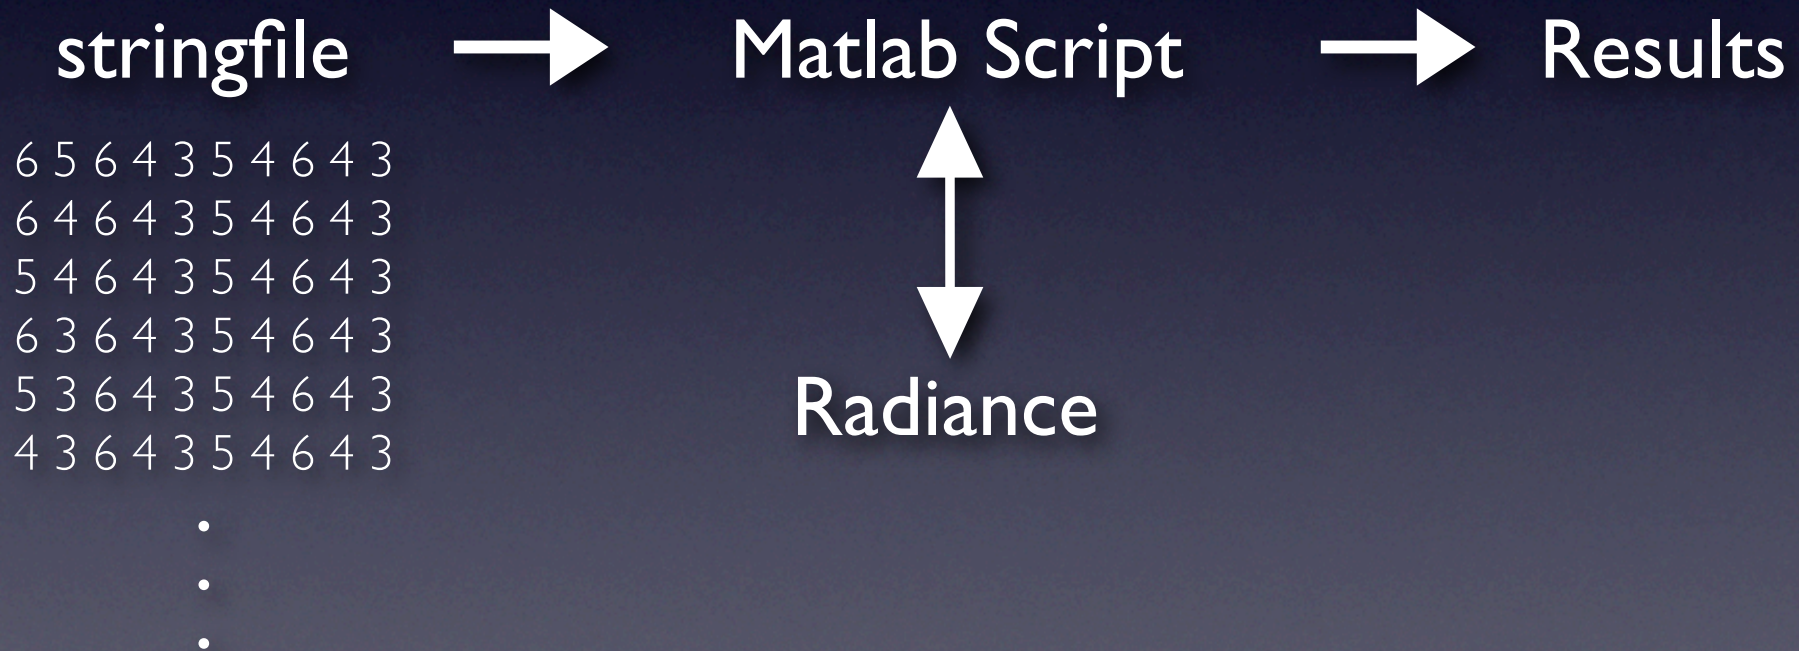 stringfile Matlab Script Results
6 5 6 4 3 5 4 6 4 3
6 4 6 4 3 5 4 6 4 3
5 4 6 4 3 5 4 6 4 3
6 3 6 4 3 5 4 6 4 3
5 3 6 4 3 5 4 6 4 3
4 3 6 4 3 5 4 6 4 3
.
.
.
Radiance